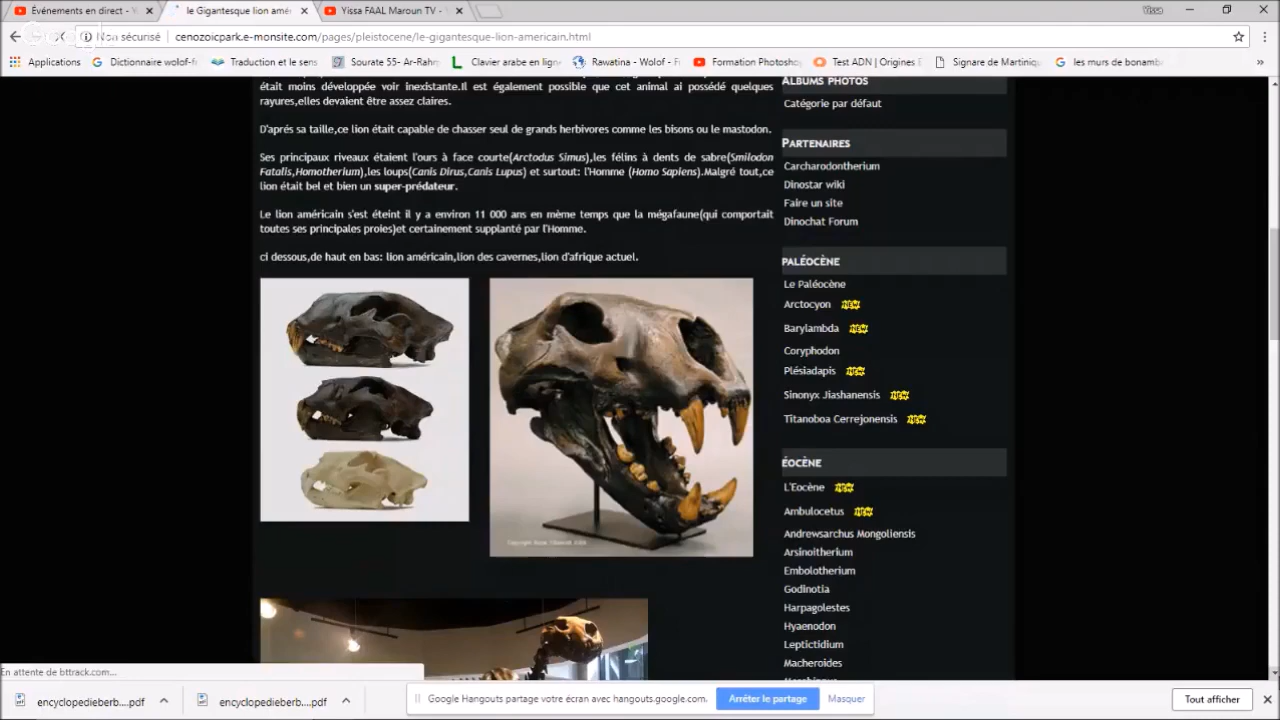 Événements en direct - Y
le Gigantesque lion amé
Yissa FAAL Maroun TV -
Yissa
Non sécurisé
cenozoicpark.e-monsite.com/pages/pleistocene/le-gigantesque-lion-americain.html
Applications
Dictionnaire wolof-f
Traduction et le sens
Sourate 55- Ar-Rahm
Clavier arabe en lign
Rawatina - Wolof - F
Formation Photosho
Test ADN | Origines E
Signare de Martiniq
les murs de bonamb
»
était moins développée voir inexistante.Il est également possible que cet animal ai possédé quelques
rayures,elles devaient être assez claires.
D'aprés sa taille,ce lion était capable de chasser seul de grands herbivores comme les bisons ou le mastodon.
Ses principaux riveaux étaient l'ours à face courte(Arctodus Simus),les félins à dents de sabre(Smilodon
Fatalis,Homotherium),les loups(Canis Dirus,Canis Lupus) et surtout: l'Homme (Homo Sapiens).Malgré tout,ce
lion était bel et bien un super-prédateur.
Le lion américain s'est éteint il y a environ 11 000 ans en même temps que la mégafaune(qui comportait
toutes ses principales proies)et certainement supplanté par l'Homme.
ci dessous,de haut en bas: lion américain,lion des cavernes,lion d'afrique actuel.
ALBUMS PHOTOS
Catégorie par défaut
PARTENAIRES
Carcharodontherium
Dinostar wiki
Faire un site
Dinochat Forum
PALÉOCÈNE
Le Paléocène
Arctocyon NEW
Barylambda NEW
Coryphodon
Plésiadapis NEW
Sinonyx Jiashanensis NEW
Titanoboa Cerrejonensis NEW
ÉOCÈNE
L'Eocène NEW
Ambulocetus NEW
Andrewsarchus Mongoliensis
Arsinoitherium
Embolotherium
Godinotia
Harpagolestes
Hyaenodon
Leptictidium
Macheroides
En attente de bttrack.com...
encyclopedieberb....pdf
encyclopedieberb....pdf
Google Hangouts partage votre écran avec hangouts.google.com.
Arrêter le partage
Masquer
Tout afficher